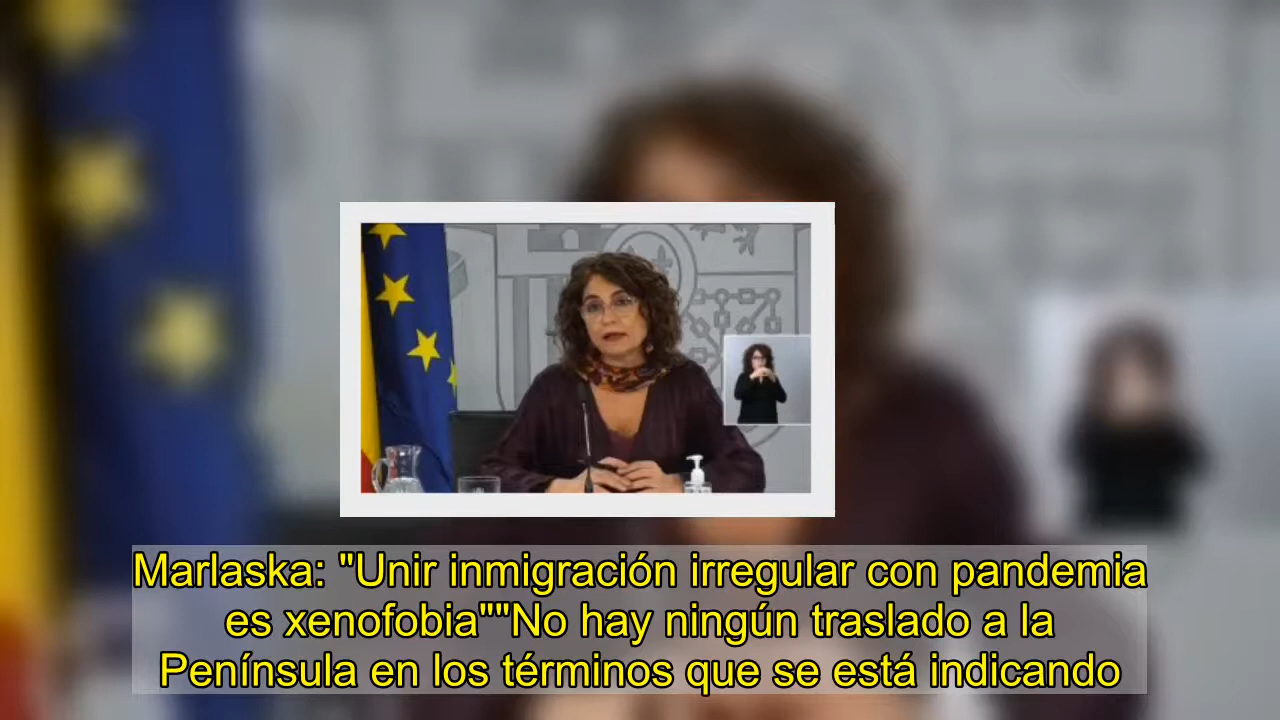 Marlaska: "Unir inmigración irregular con pandemia
es xenofobia""No hay ningún traslado a la
Península en los términos que se está indicando